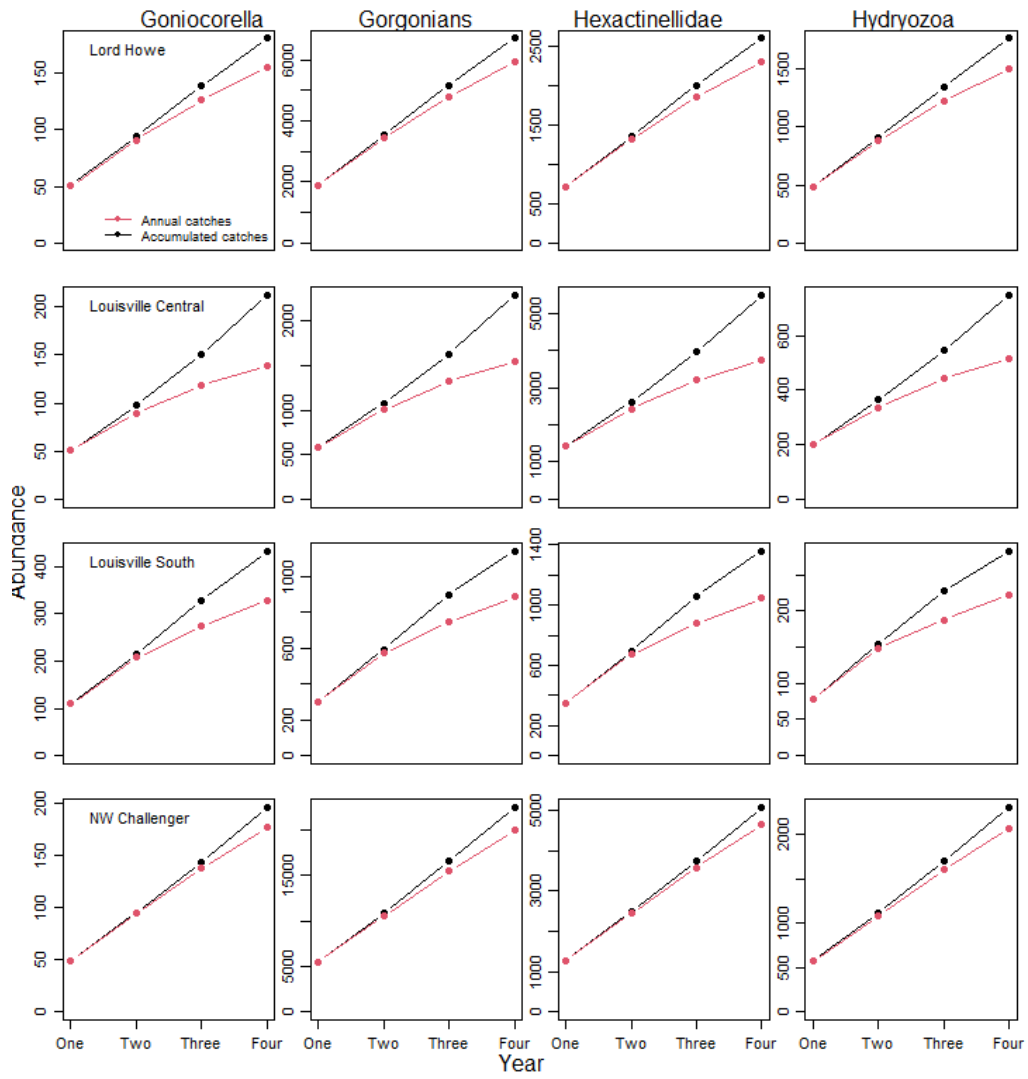 Goniocorella Gorgonians Hexactinellidae Hydryozoa
Lord Howe
0 50 100 150
Annual catches
Accumulated catches
0 2000 4000 6000
0 500 1500 2500
0 500 1000 1500
Louisville Central
0 50 100 150 200
0 500 1000 2000
0 1000 3000 5000
0 200 400 600
Abundance
Louisville South
0 100 200 300 400
0 200 600 1000
0 200 600 1000 1400
0 50 100 200
NW Challenger
0 50 100 150 200
0 5000 15000
0 1000 3000 5000
0 500 1000 2000
One Two Three Four One Two Three Four One Two Three Four One Two Three Four
Year